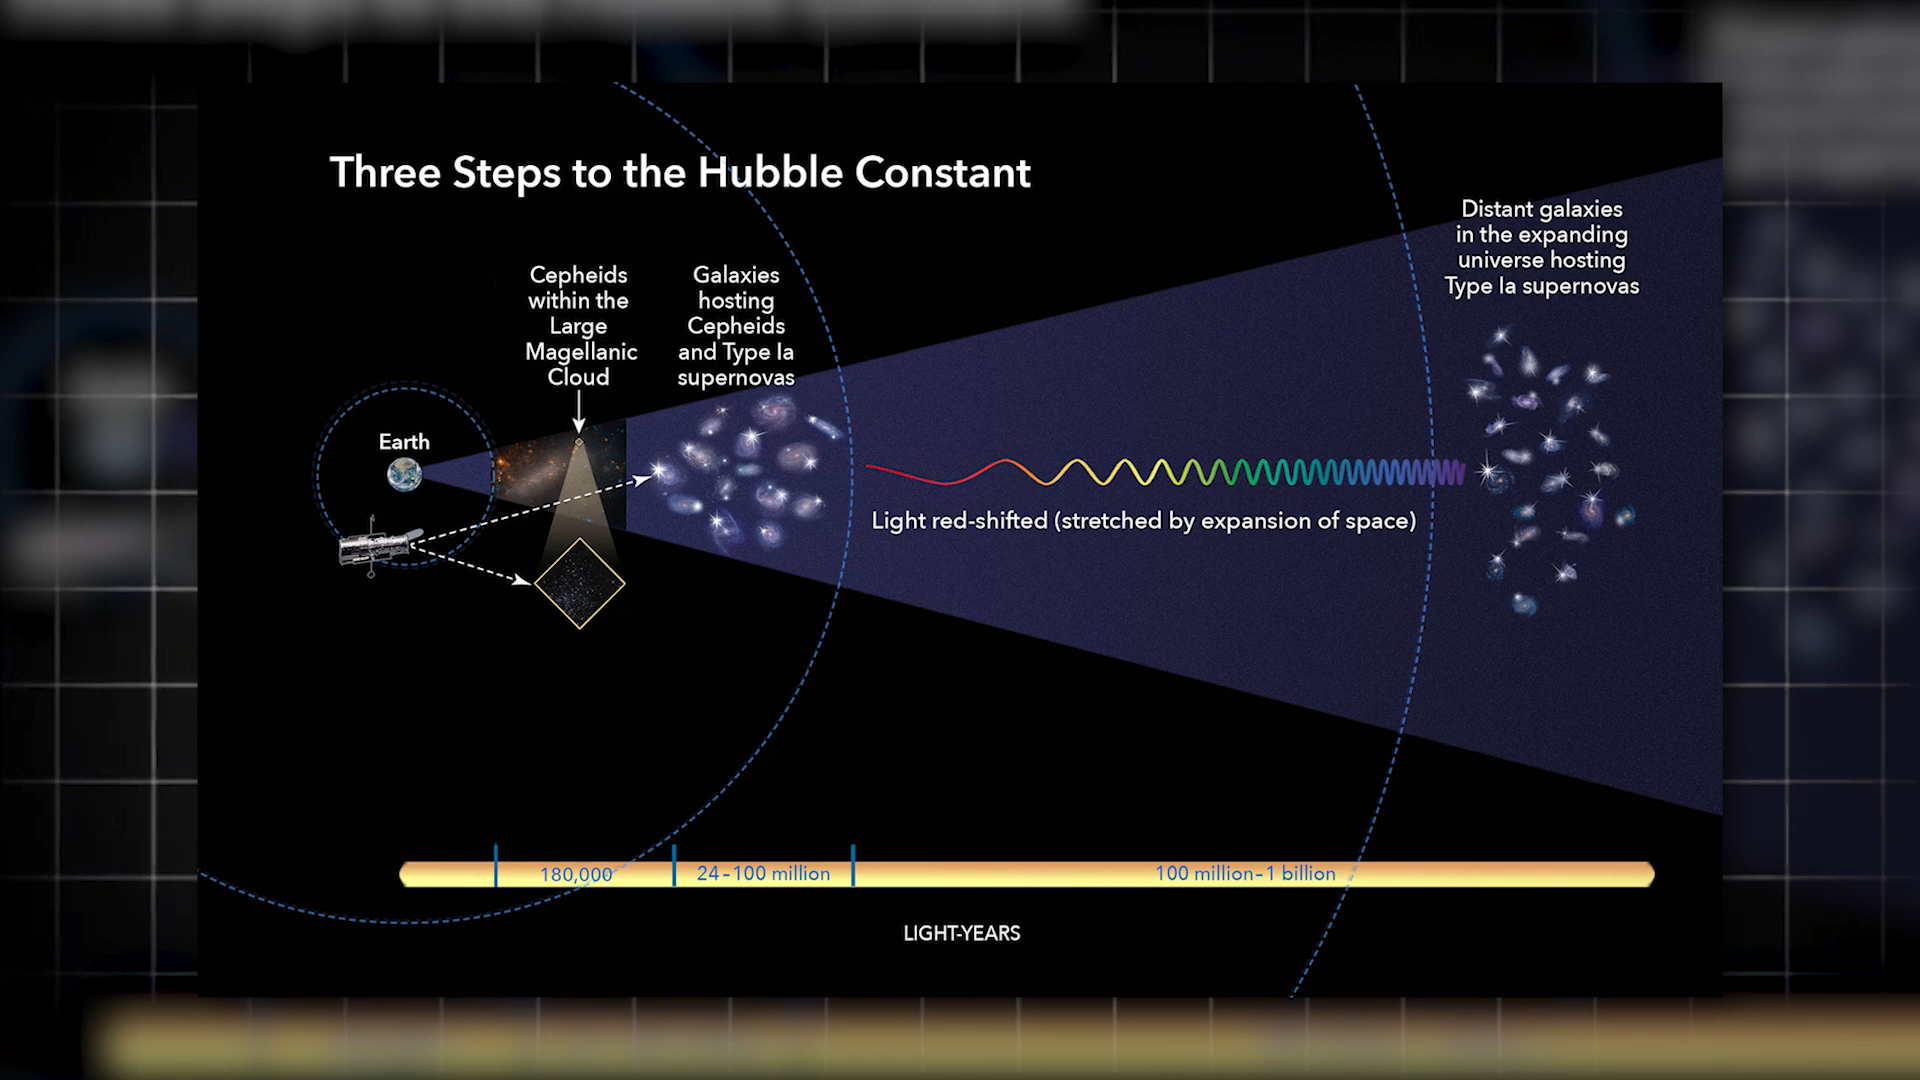 Three Steps to the Hubble Constant
Cepheids
within the
Large
Magellanic
Cloud
Galaxies
hosting
Cepheids
and Type Ia
supernovas
Distant galaxies
in the expanding
universe hosting
Type Ia supernovas
Earth
Light red-shifted (stretched by expansion of space)
180,000
24–100 million
100 million–1 billion
LIGHT-YEARS